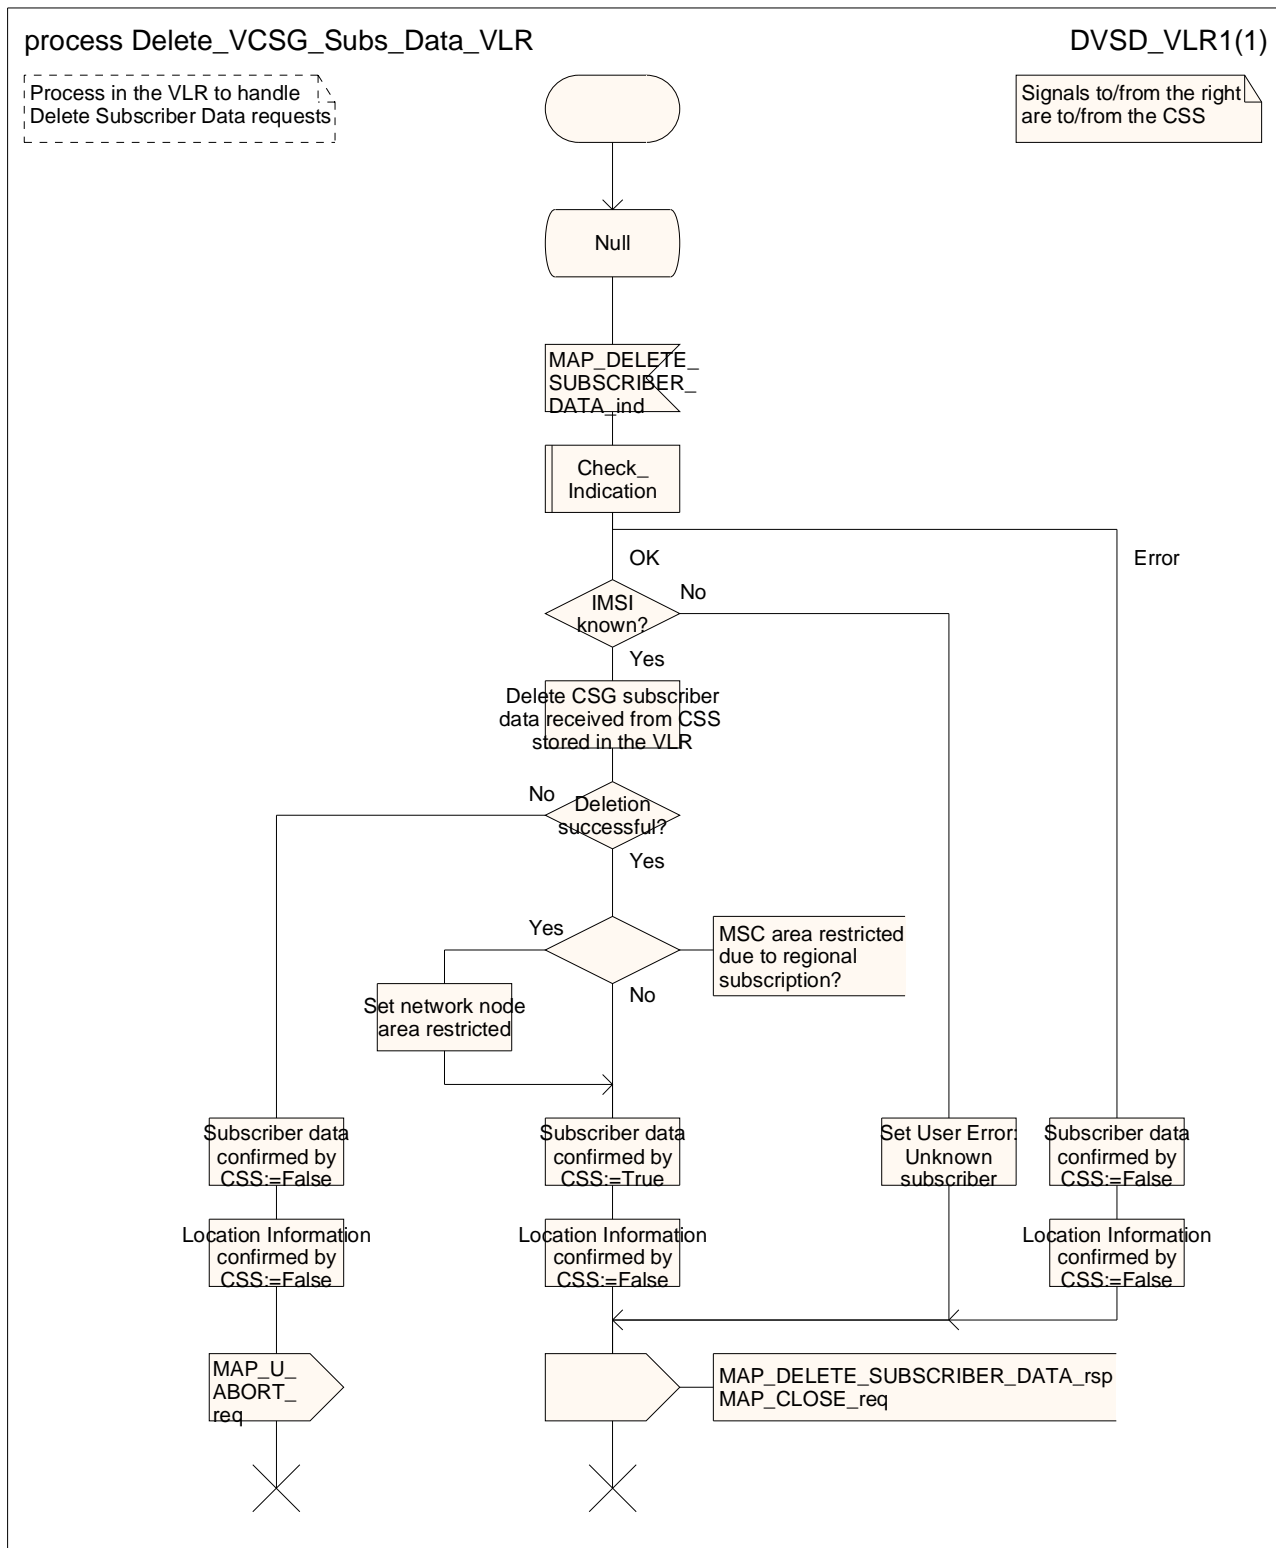 process Delete_VCSG_Subs_Data_VLR
DVSD_VLR1(1)
Process in the VLR to handle
Delete Subscriber Data requests
Signals to/from the right
are to/from the CSS
Null
MAP_DELETE_
SUBSCRIBER_
DATA_ind
Check_
Indication
OK
Error
IMSI
known?
No
Yes
Delete CSG subscriber
data received from CSS
stored in the VLR
No
Deletion
successful?
Yes
Yes
MSC area restricted
due to regional
subscription?
No
Set network node
area restricted
Subscriber data
confirmed by
CSS:=False
Subscriber data
confirmed by
CSS:=True
Set User Error:
Unknown
subscriber
Subscriber data
confirmed by
CSS:=False
Location Information
confirmed by
CSS:=False
Location Information
confirmed by
CSS:=False
Location Information
confirmed by
CSS:=False
MAP_U_
ABORT_
req
MAP_DELETE_SUBSCRIBER_DATA_rsp
MAP_CLOSE_req